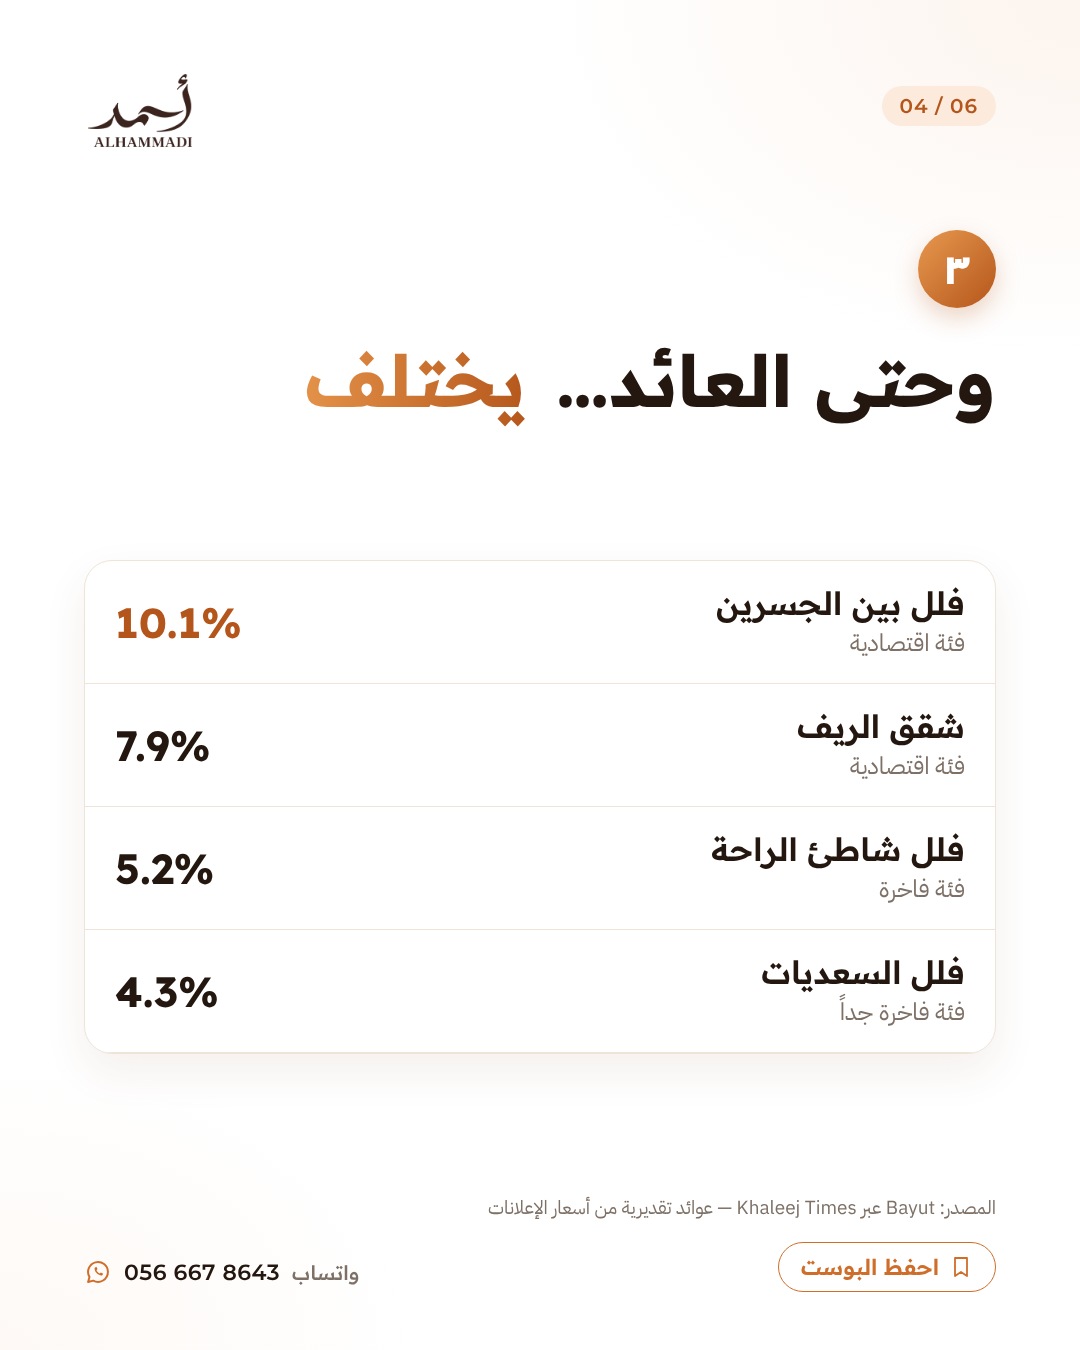 أحمد
ALHAMMADI
04 / 06
٣
وحتى العائد... يختلف
فلل بين الجسرين
فئة اقتصادية
10.1%
شقق الريف
فئة اقتصادية
7.9%
فلل شاطئ الراحة
فئة فاخرة
5.2%
فلل السعديات
فئة فاخرة جداً
4.3%
المصدر: Bayut عبر Khaleej Times — عوائد تقديرية من أسعار الإعلانات
احفظ البوست
واتساب 056 667 8643